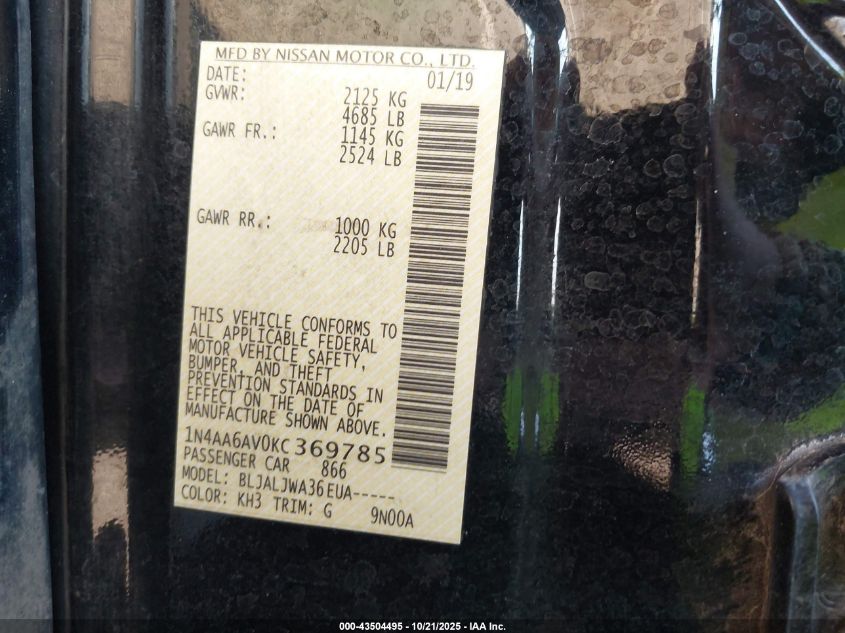 MFD BY NISSAN MOTOR CO., LTD.
DATE: 01/19
GVWR: 2125 KG
4685 LB
GAWR FR.: 1145 KG
2524 LB
GAWR RR.: 1000 KG
2205 LB
THIS VEHICLE CONFORMS TO
ALL APPLICABLE FEDERAL
MOTOR VEHICLE SAFETY,
BUMPER, AND THEFT
PREVENTION STANDARDS IN
EFFECT ON THE DATE OF
MANUFACTURE SHOWN ABOVE.
1N4AA6AV0KC369785
PASSENGER CAR 866
MODEL: BLJALJWA36EUA-----
COLOR: KH3 TRIM: G 9N00A
000-43504495 - 10/21/2025 - IAA Inc.